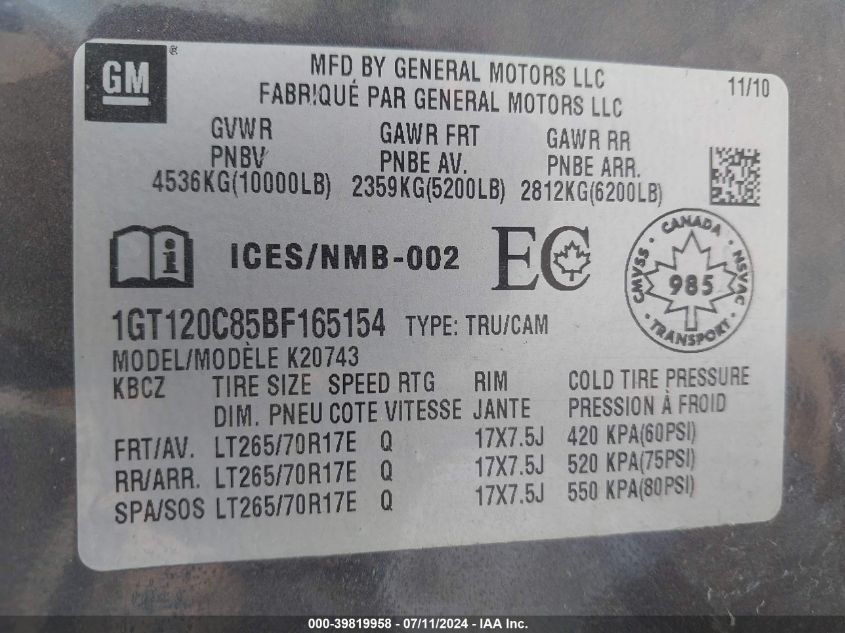 GM ®
MFD BY GENERAL MOTORS LLC
FABRIQUÉ PAR GENERAL MOTORS LLC
11/10
GVWR GAWR FRT GAWR RR
PNBV PNBE AV. PNBE ARR.
4536KG(10000LB) 2359KG(5200LB) 2812KG(6200LB)
i ICES/NMB-002 EC
CANADA
CMVSS 985 NSVAC
TRANSPORT
1GT120C85BF165154 TYPE: TRU/CAM
MODEL/MODÈLE K20743
KBCZ TIRE SIZE SPEED RTG RIM COLD TIRE PRESSURE
DIM. PNEU COTE VITESSE JANTE PRESSION À FROID
FRT/AV. LT265/70R17E Q 17X7.5J 420 KPA(60PSI)
RR/ARR. LT265/70R17E Q 17X7.5J 520 KPA(75PSI)
SPA/SOS LT265/70R17E Q 17X7.5J 550 KPA(80PSI)
000-39819958 - 07/11/2024 - IAA Inc.